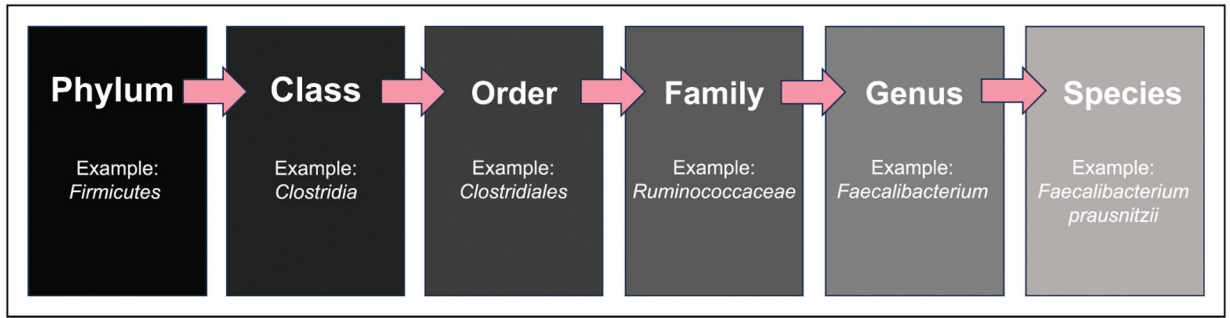 Phylum
Example:
Firmicutes
Class
Example:
Clostridia
Order
Example:
Clostridiales
Family
Example:
Ruminococcaceae
Genus
Example:
Faecalibacterium
Species
Example:
Faecalibacterium
prausnitzii